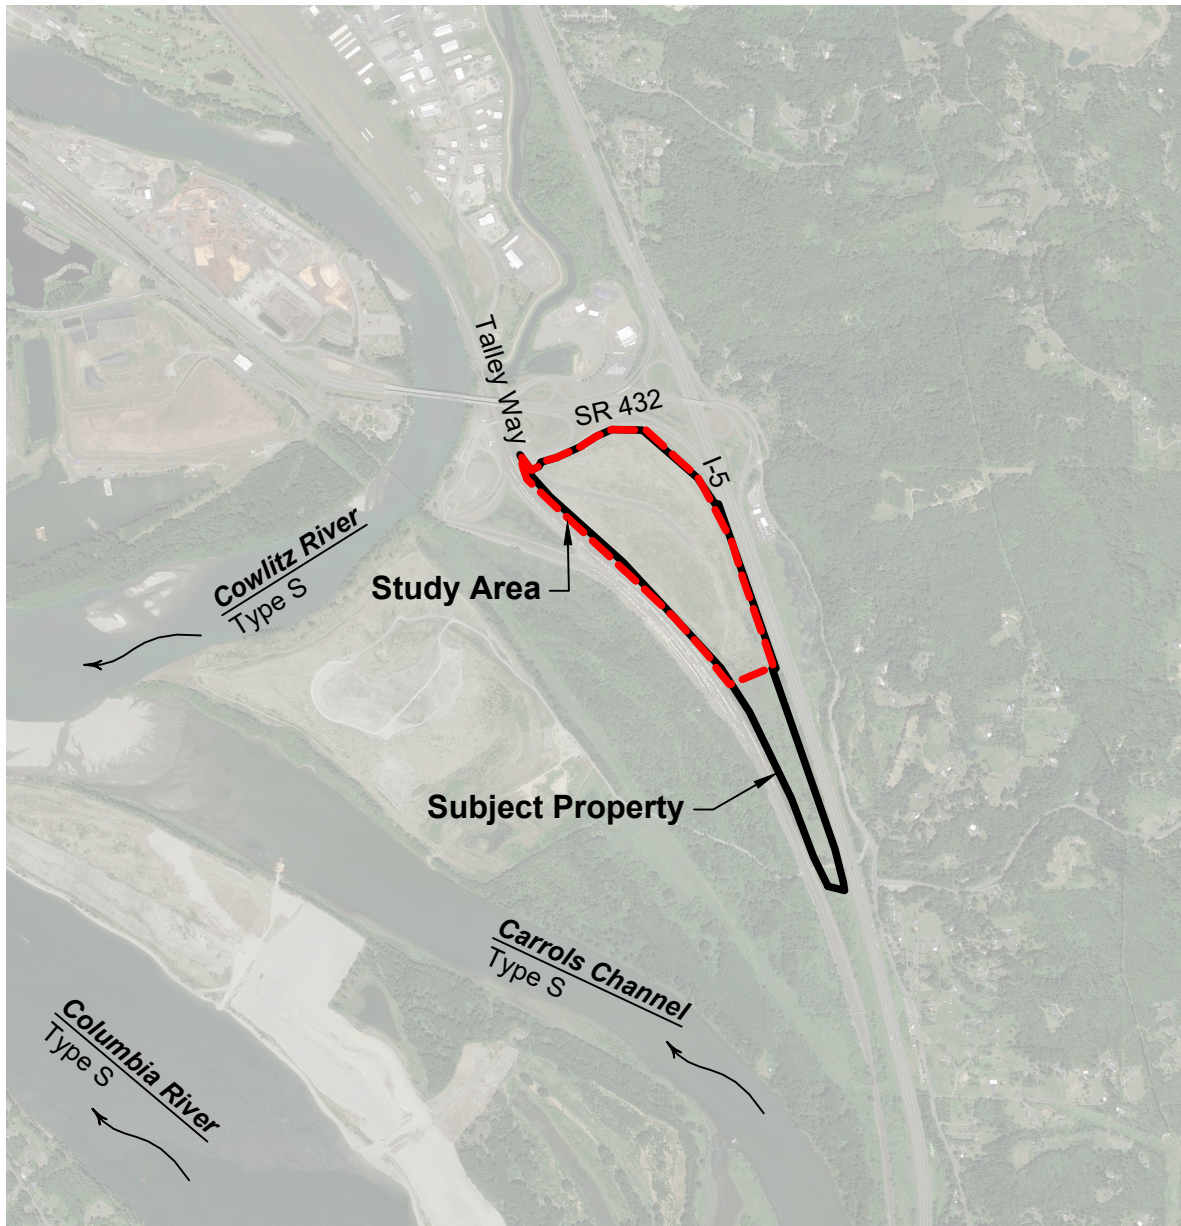 Talley Way
SR 432
I-5
Cowlitz River
Type S
Study Area
Subject Property
Carrols Channel
Type S
Columbia River
Type S